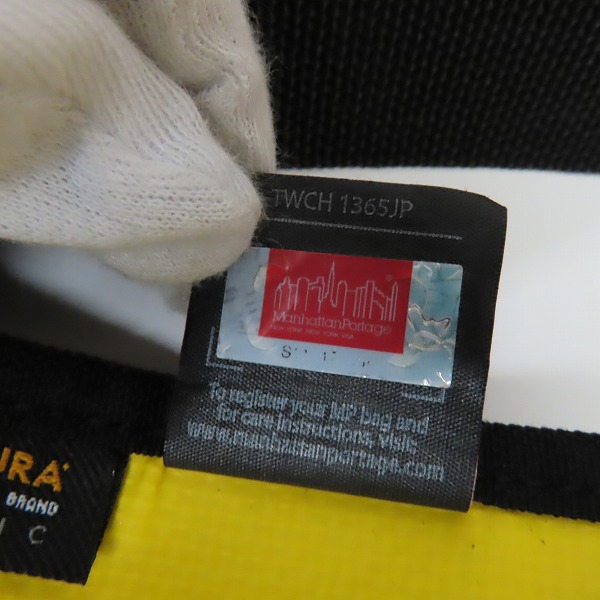 TWCH 1365JP
ManhattanPortage
NEW YORK, NEW YORK, USA
To register your MP bag and
for care instructions, visit:
www.manhattanportage.com
URA
BRAND
C